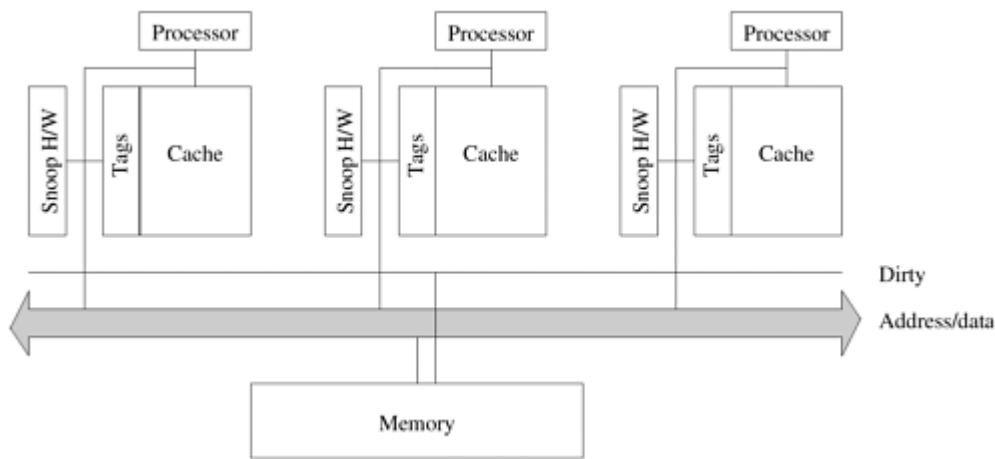 Processor
Processor
Processor
Snoop H/W
Tags
Cache
Snoop H/W
Tags
Cache
Snoop H/W
Tags
Cache
Dirty
Address/data
Memory